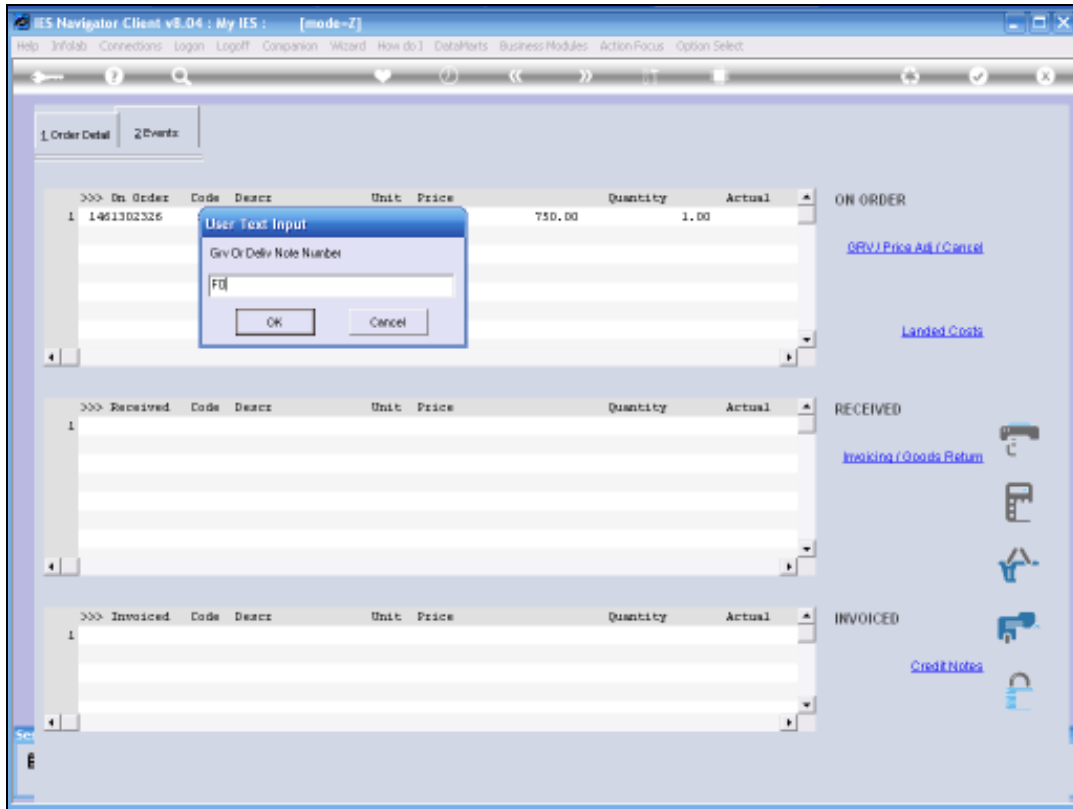 IES Navigator Client v8.04 : My IES : [mode=Z]
Help Infolab Connections Logon Logoff Companion Wizard How do I DataMarts Business Modules Action Focus Option Select
1 Order Detail 2 Events
>>> On Order Code Descr Unit Price Quantity Actual
ON ORDER
1 1461302326 750.00 1.00
User Text Input
Grv Or Deliv Note Number
GRV / Price Adj / Cancel
F0
OK Cancel
Landed Costs
>>> Received Code Descr Unit Price Quantity Actual
RECEIVED
1
Invoicing / Goods Return
>>> Invoiced Code Descr Unit Price Quantity Actual
INVOICED
1
Credit Notes